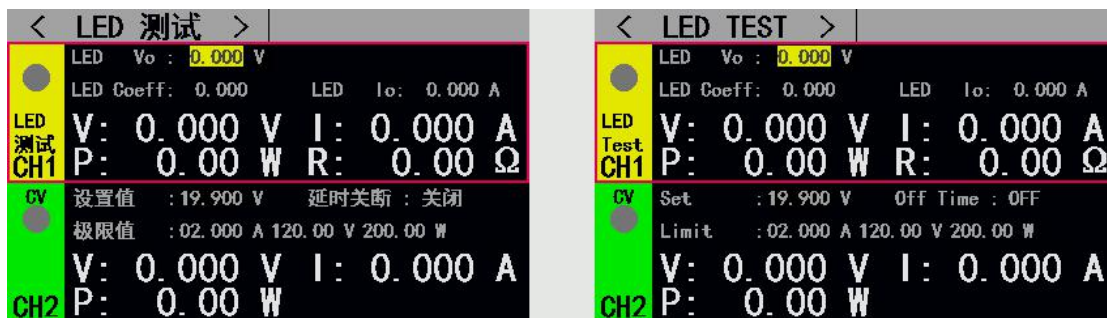 < LED 测试 >
LED Vo : 0.000 V
LED Coeff: 0.000 LED Io: 0.000 A
LED 测试 CH1
V: 0.000 V I: 0.000 A
P: 0.00 W R: 0.00 Ω
CV 设置值 :19.900 V 延时关断 : 关闭
极限值 :02.000 A 120.00 V 200.00 W
V: 0.000 V I: 0.000 A
CH2 P: 0.00 W
< LED TEST >
LED Vo : 0.000 V
LED Coeff: 0.000 LED Io: 0.000 A
LED Test CH1
V: 0.000 V I: 0.000 A
P: 0.00 W R: 0.00 Ω
CV Set :19.900 V Off Time : OFF
Limit :02.000 A 120.00 V 200.00 W
V: 0.000 V I: 0.000 A
CH2 P: 0.00 W